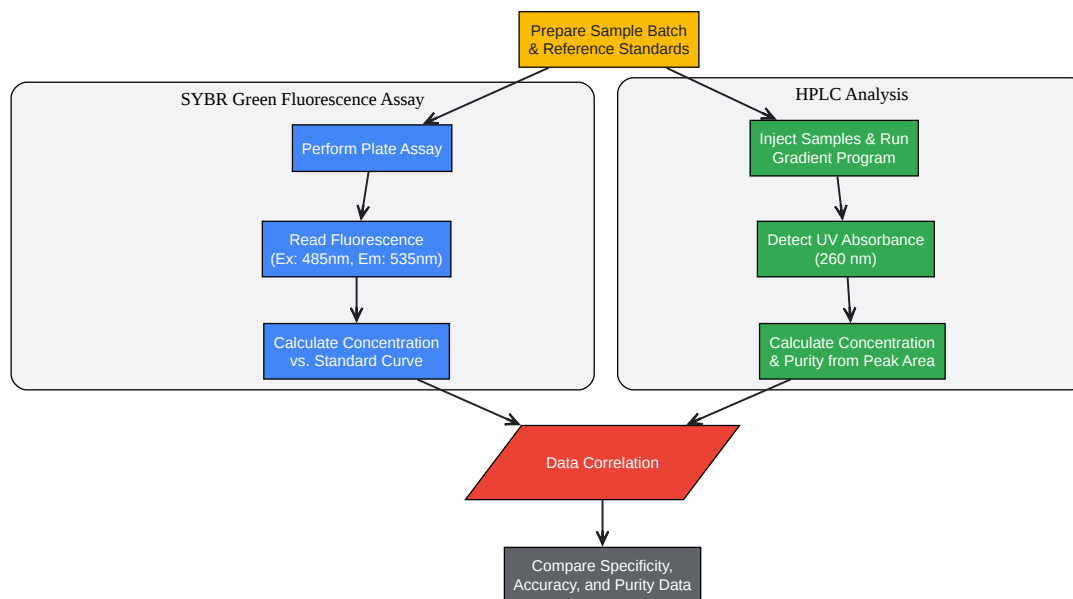 Prepare Sample Batch
& Reference Standards
SYBR Green Fluorescence Assay
Perform Plate Assay
Read Fluorescence
(Ex: 485nm, Em: 535nm)
Calculate Concentration
vs. Standard Curve
HPLC Analysis
Inject Samples & Run
Gradient Program
Detect UV Absorbance
(260 nm)
Calculate Concentration
& Purity from Peak Area
Data Correlation
Compare Specificity,
Accuracy, and Purity Data